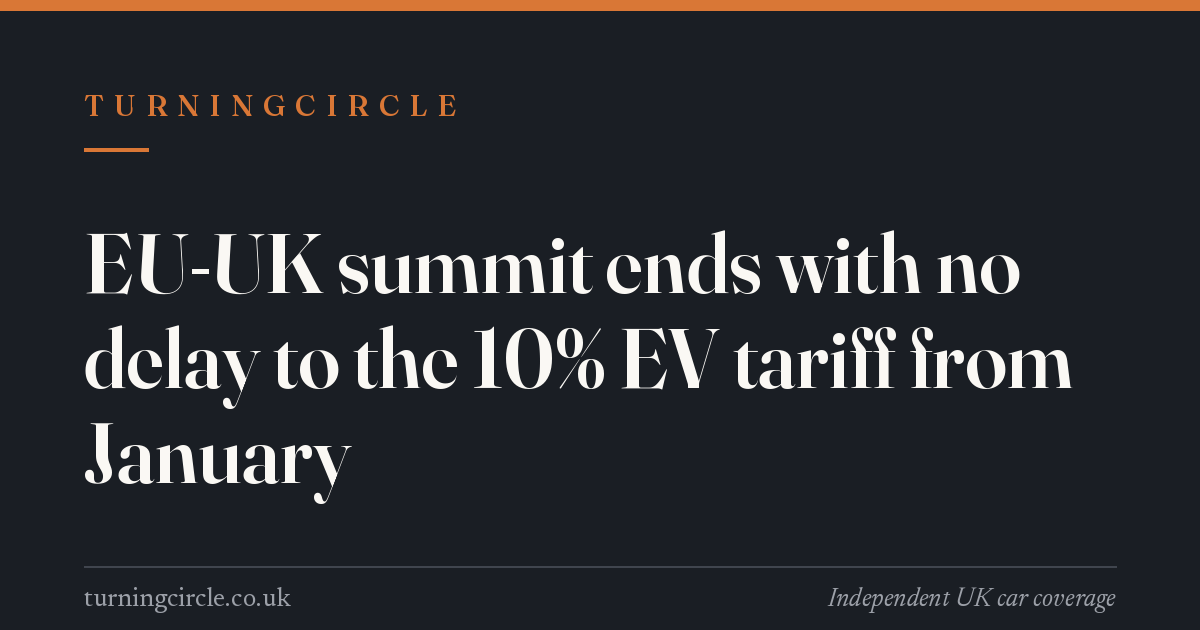 TURNINGCIRCLE
EU-UK summit ends with no
delay to the 10% EV tariff from
January
turningcircle.co.uk
Independent UK car coverage